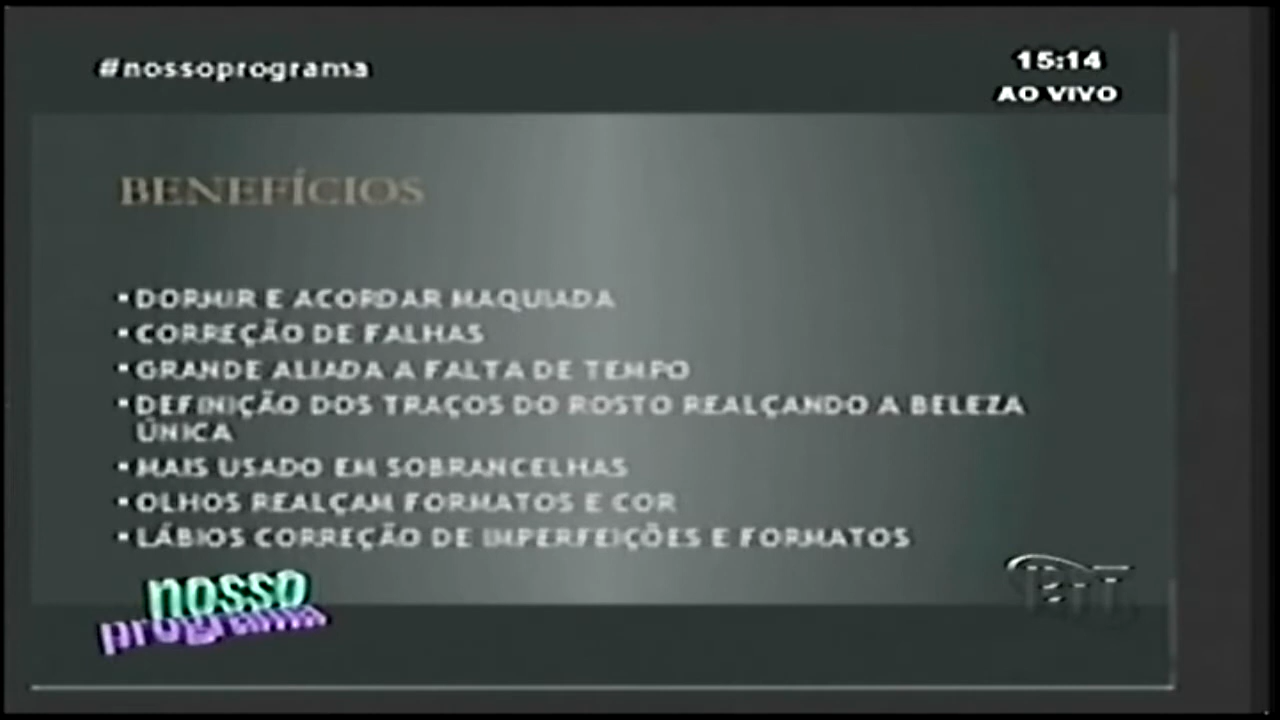 #nossoprograma
15:14
AO VIVO
BENEFÍCIOS
▪DORMIR E ACORDAR MAQUIADA
▪CORREÇÃO DE FALHAS
▪GRANDE ALIADA A FALTA DE TEMPO
▪DEFINIÇÃO DOS TRAÇOS DO ROSTO REALÇANDO A BELEZA
ÚNICA
▪MAIS USADO EM SOBRANCELHAS
▪OLHOS REALÇAM FORMATOS E COR
▪LÁBIOS CORREÇÃO DE IMPERFEIÇÕES E FORMATOS
nosso
programa